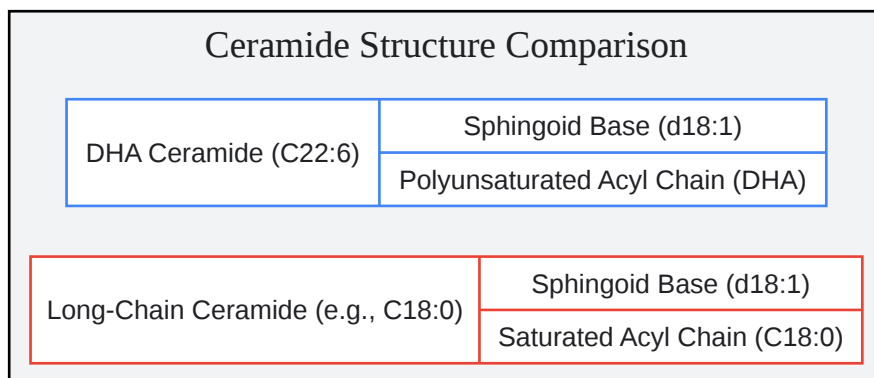 Ceramide Structure Comparison
DHA Ceramide (C22:6)
Sphingoid Base (d18:1)
Polyunsaturated Acyl Chain (DHA)
Long-Chain Ceramide (e.g., C18:0)
Sphingoid Base (d18:1)
Saturated Acyl Chain (C18:0)